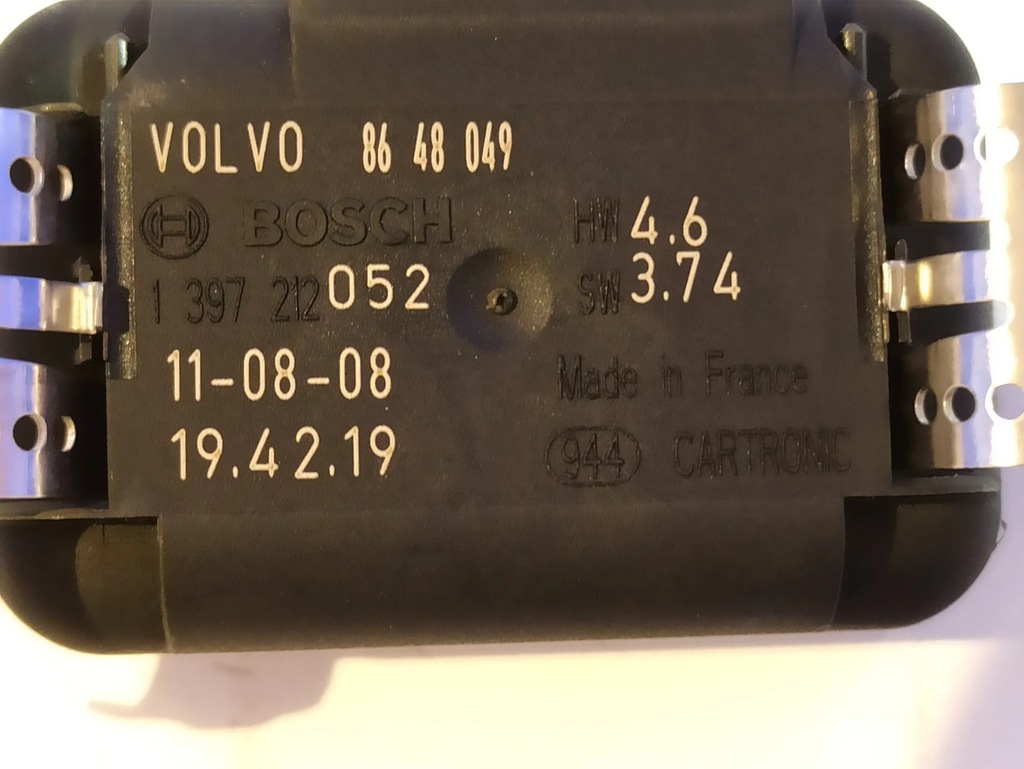 VOLVO 86 48 049
BOSCH HW 4.6
1 397 212 052 SW 3.74
11-08-08 Made in France
19.42.19 944 CARTRONIC